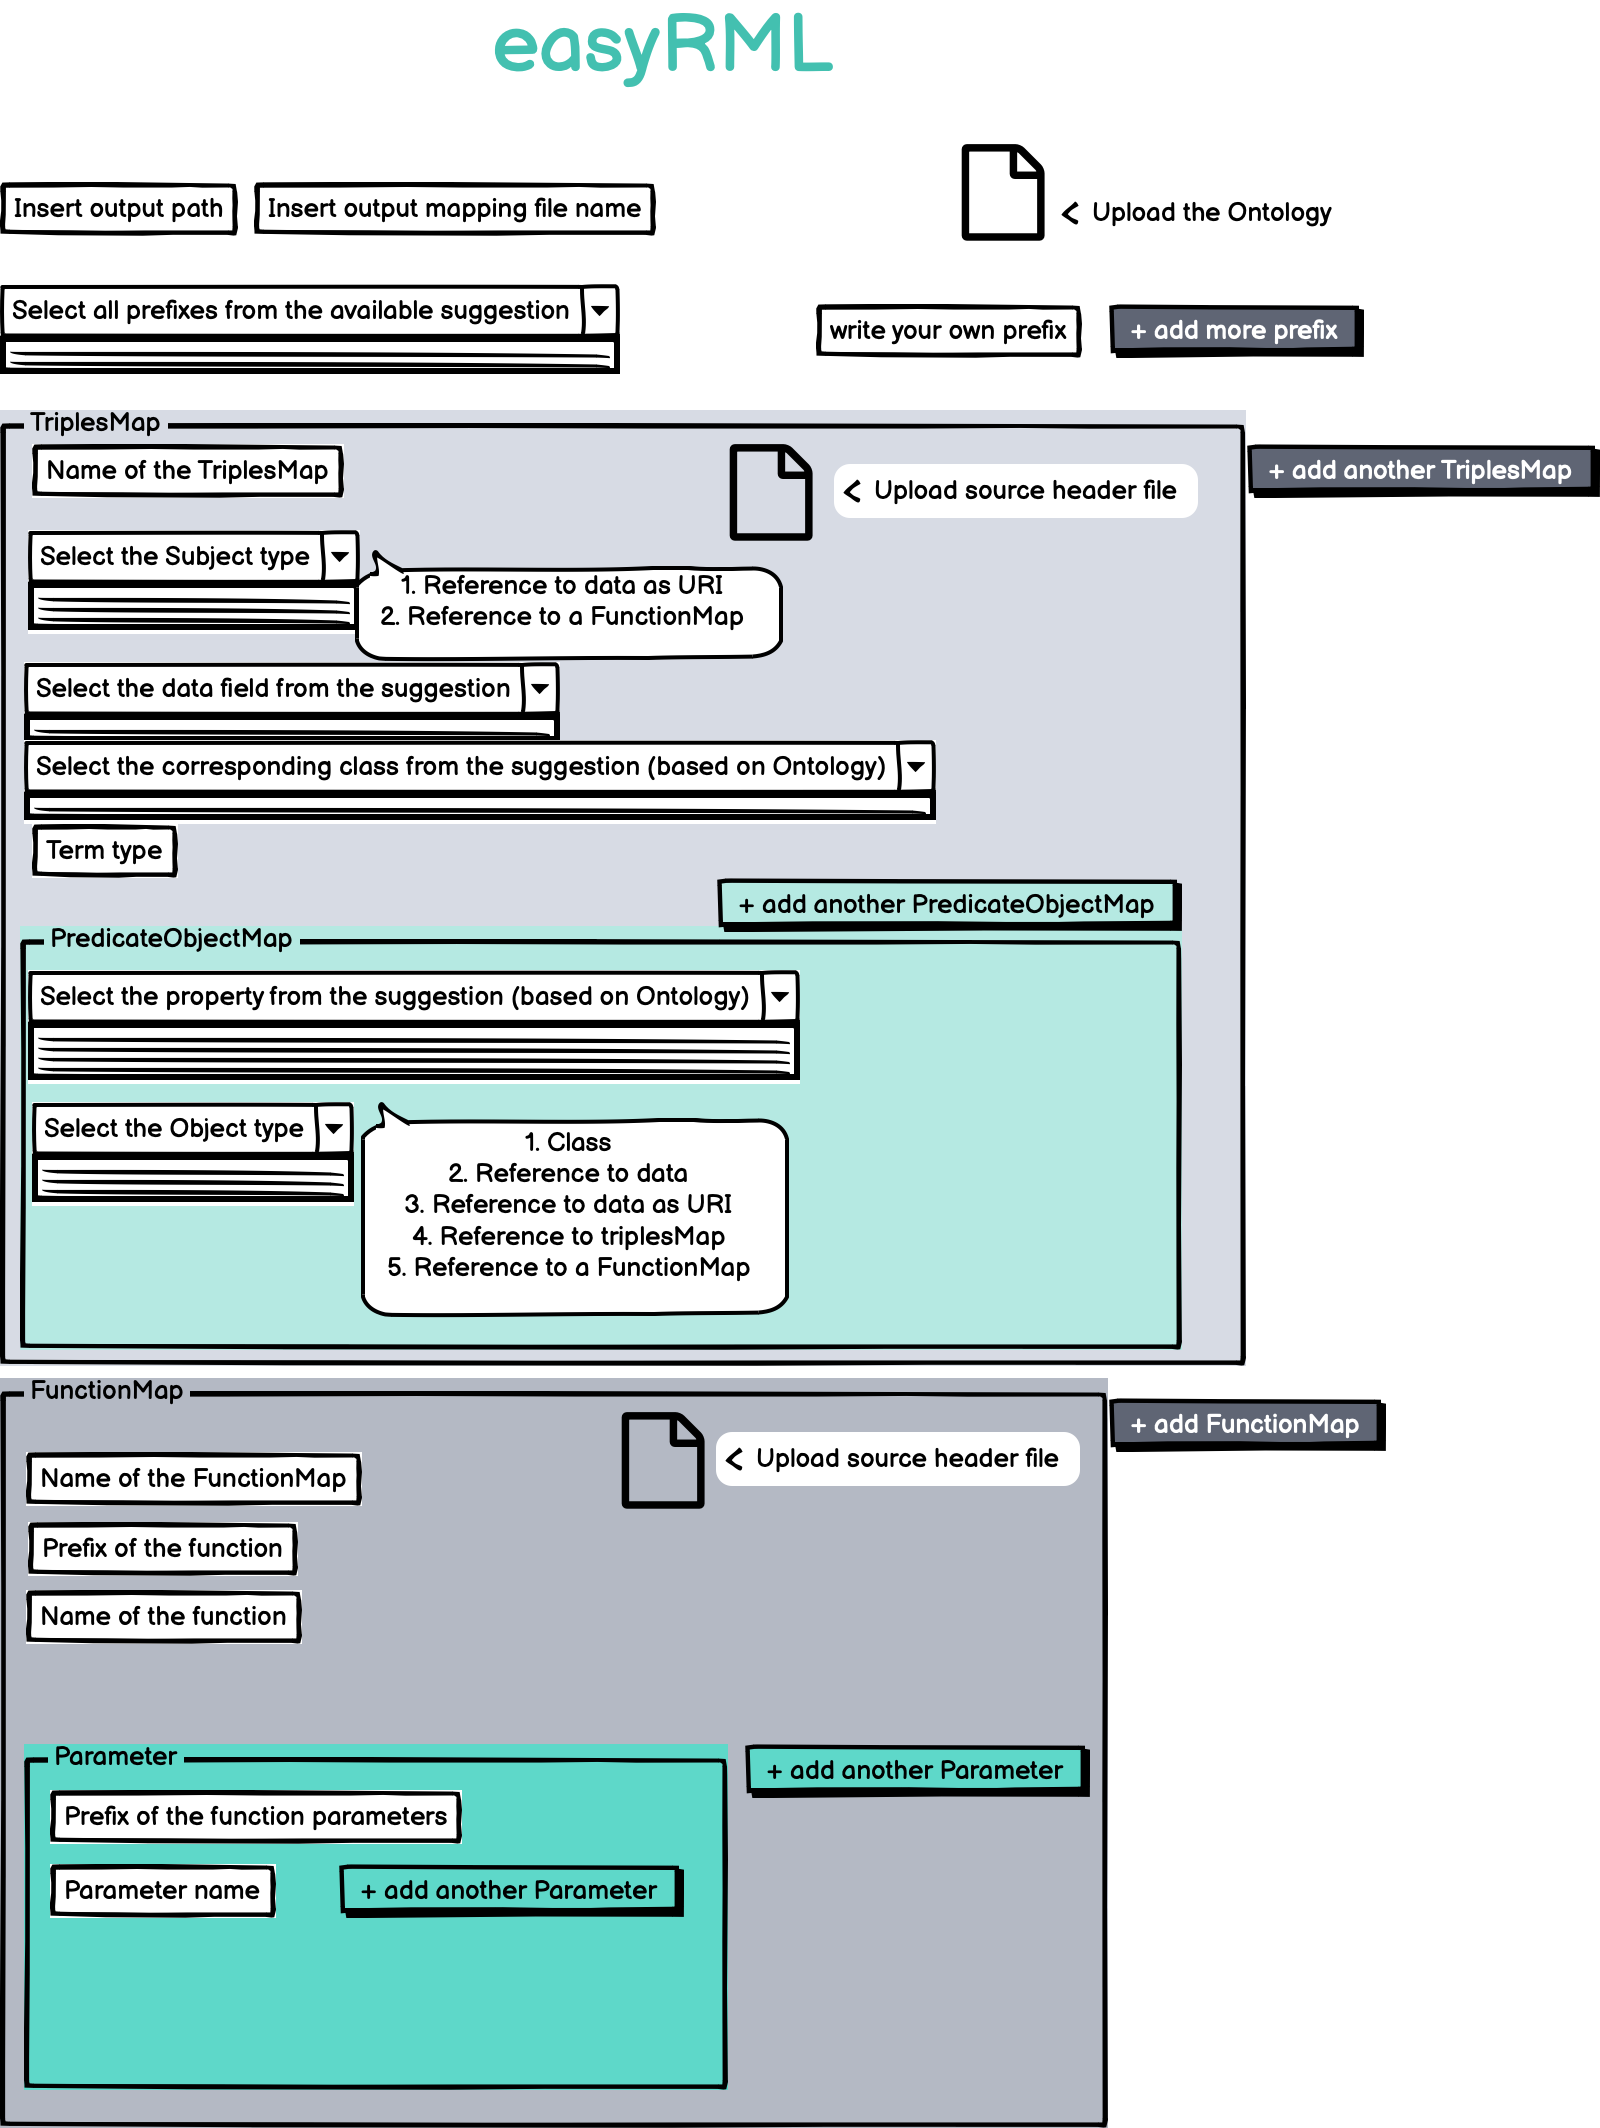 easyRML
Insert output path
Insert output mapping file name
< Upload the Ontology
Select all prefixes from the available suggestion
write your own prefix
+ add more prefix
TriplesMap
Name of the TriplesMap
< Upload source header file
+ add another TriplesMap
Select the Subject type
1. Reference to data as URI
2. Reference to a FunctionMap
Select the data field from the suggestion
Select the corresponding class from the suggestion (based on Ontology)
Term type
+ add another PredicateObjectMap
PredicateObjectMap
Select the property from the suggestion (based on Ontology)
Select the Object type
1. Class
2. Reference to data
3. Reference to data as URI
4. Reference to triplesMap
5. Reference to a FunctionMap
FunctionMap
+ add FunctionMap
< Upload source header file
Name of the FunctionMap
Prefix of the function
Name of the function
Parameter
+ add another Parameter
Prefix of the function parameters
Parameter name
+ add another Parameter